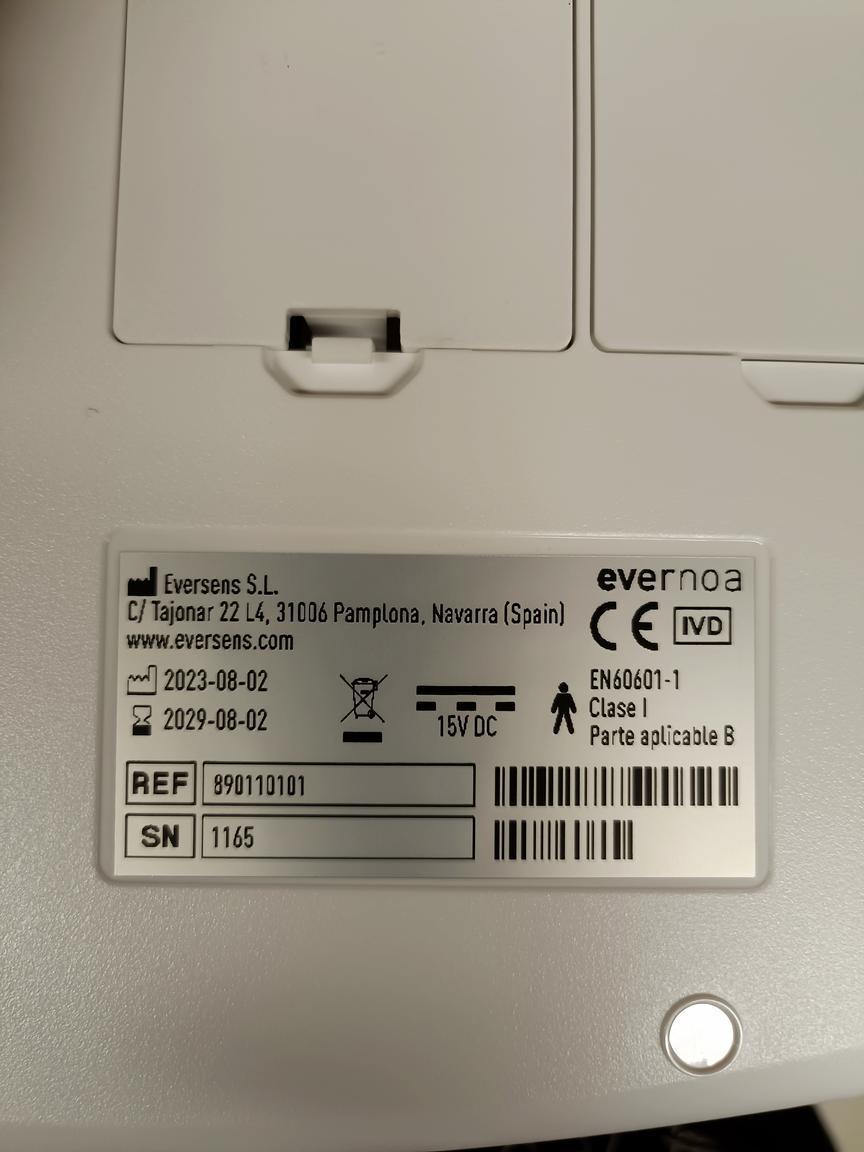 Eversens S.L.
C/ Tajonar 22 L4, 31006 Pamplona, Navarra (Spain)
www.eversens.com
evernoa
CE IVD
2023-08-02
2029-08-02
15V DC
EN60601-1
Clase I
Parte aplicable B
REF 890110101
SN 1165